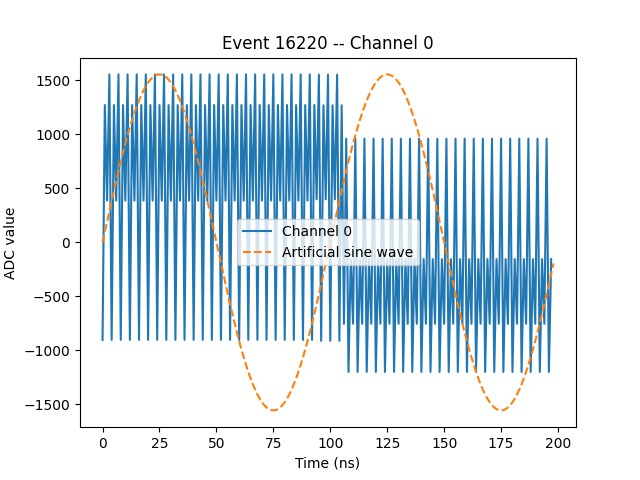 Event 16220 -- Channel 0
ADC value
1500
1000
500
0
−500
−1000
−1500
Channel 0
Artificial sine wave
0 25 50 75 100 125 150 175 200
Time (ns)